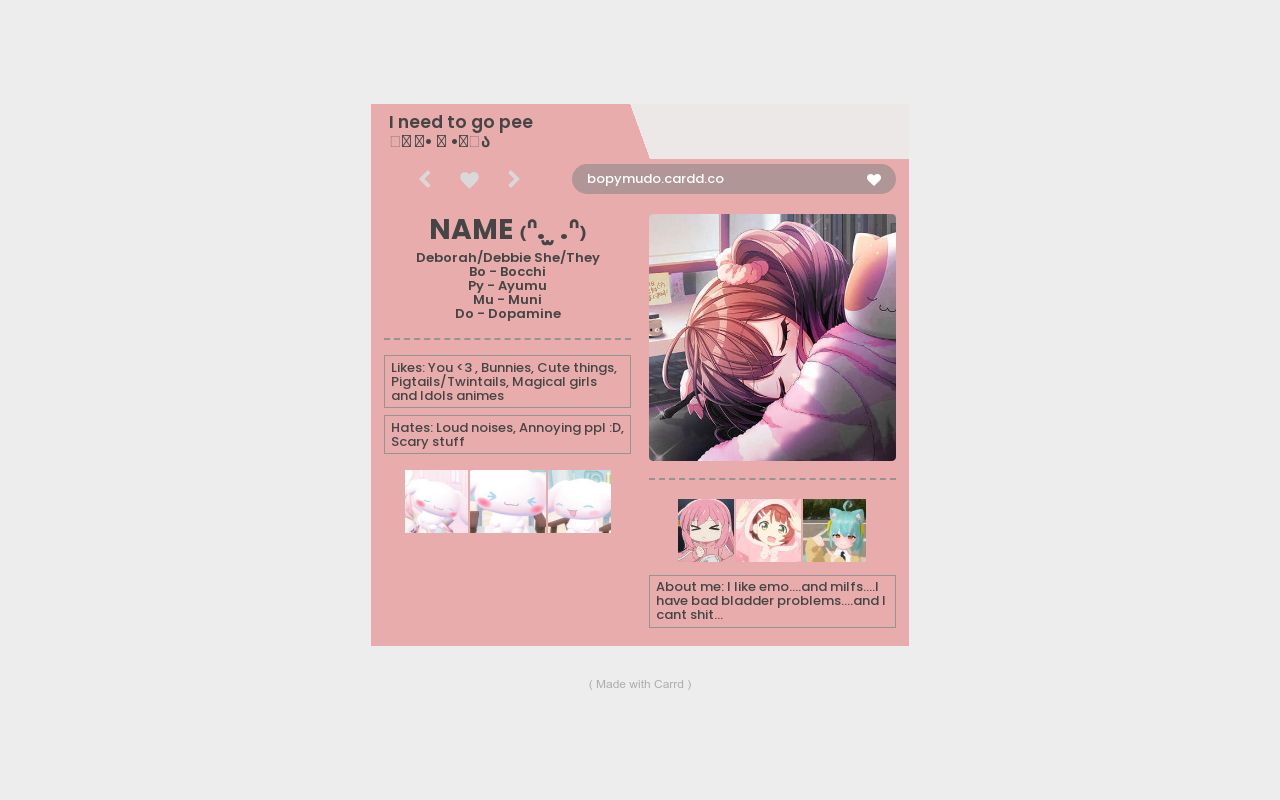 I need to go pee
bopymudo.cardd.co
NAME (ᐢ.ˬ.ᐢ)
Deborah/Debbie She/They
Bo - Bocchi
Py - Ayumu
Mu - Muni
Do - Dopamine
Likes: You <3 , Bunnies, Cute things,
Pigtails/Twintails, Magical girls
and Idols animes
Hates: Loud noises, Annoying ppl :D,
Scary stuff
About me: I like emo....and milfs....I
have bad bladder problems....and I
cant shit...
( Made with Carrd )